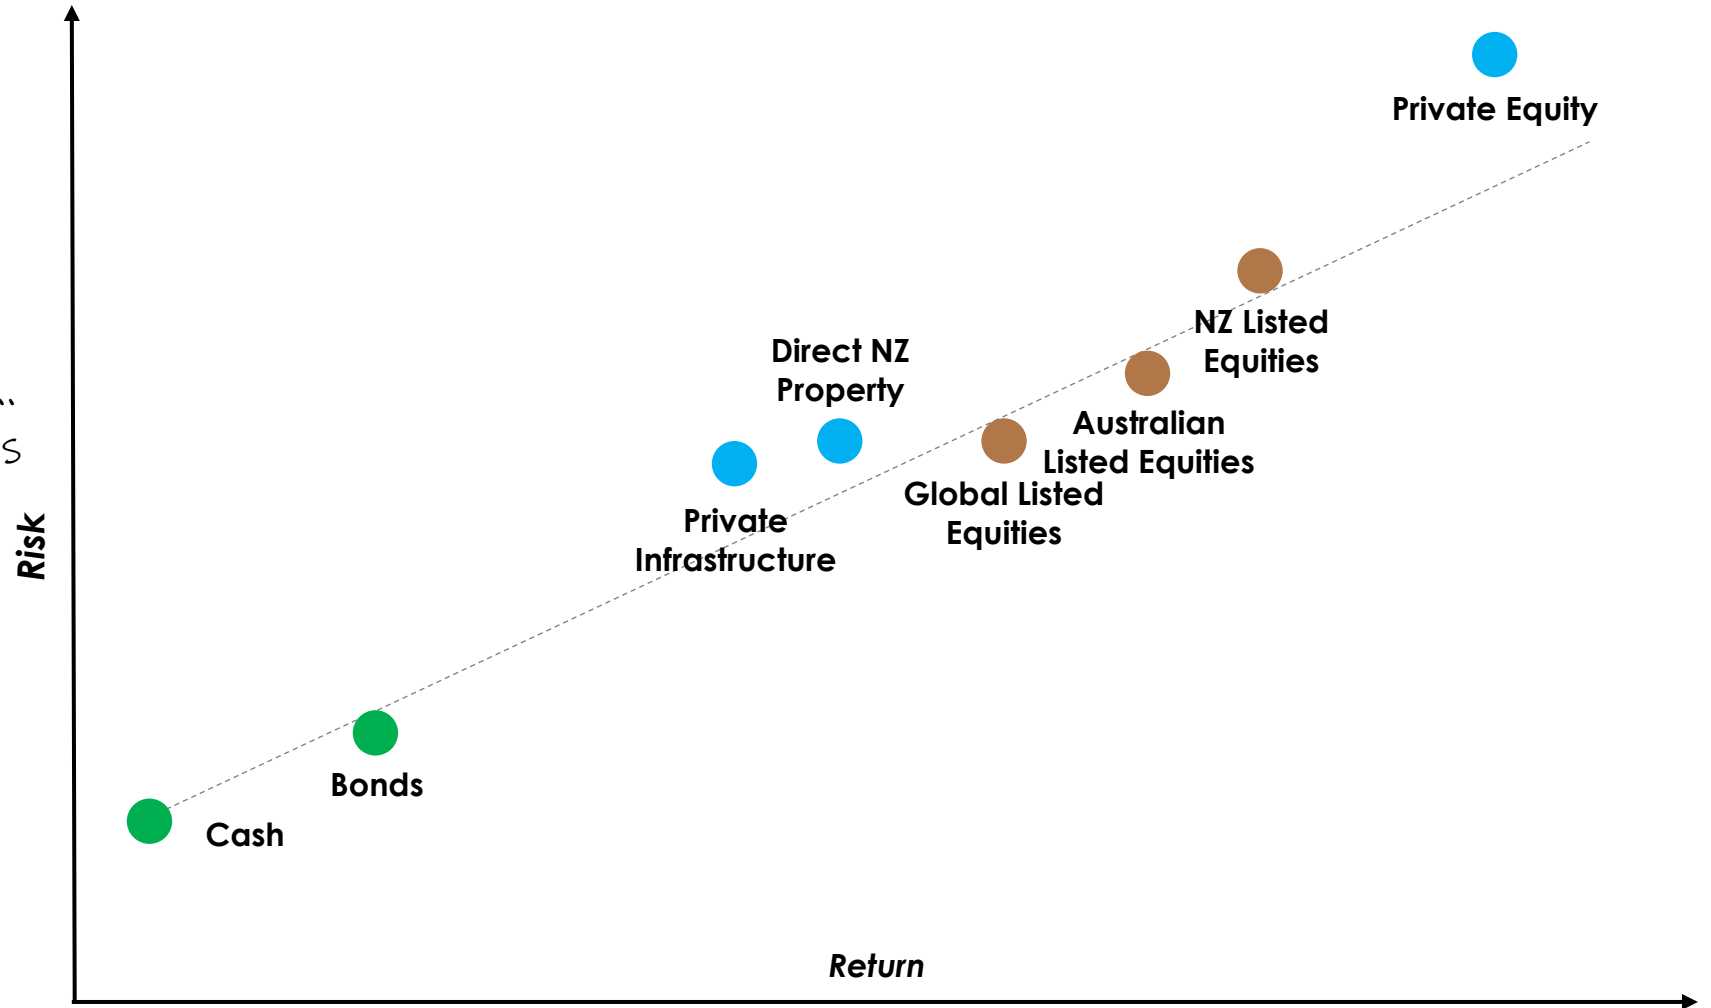 Private Equity
NZ Listed
Equities
Direct NZ
Property
Australian
Listed Equities
Global Listed
Equities
Private
Infrastructure
Risk
Bonds
Cash
Return